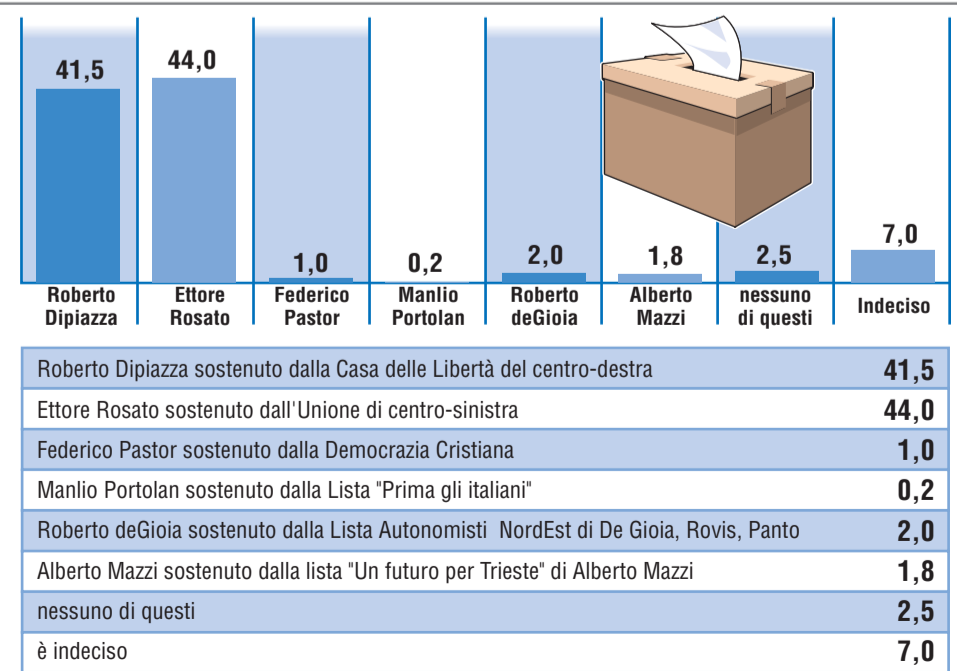 41,5
44,0
1,0
0,2
2,0
1,8
2,5
7,0
Roberto
Dipiazza
Ettore
Rosato
Federico
Pastor
Manlio
Portolan
Roberto
deGioia
Alberto
Mazzi
nessuno
di questi
Indeciso
Roberto Dipiazza sostenuto dalla Casa delle Libertà del centro-destra 41,5
Ettore Rosato sostenuto dall'Unione di centro-sinistra 44,0
Federico Pastor sostenuto dalla Democrazia Cristiana 1,0
Manlio Portolan sostenuto dalla Lista "Prima gli italiani" 0,2
Roberto deGioia sostenuto dalla Lista Autonomisti NordEst di De Gioia, Rovis, Panto 2,0
Alberto Mazzi sostenuto dalla lista "Un futuro per Trieste" di Alberto Mazzi 1,8
nessuno di questi 2,5
è indeciso 7,0